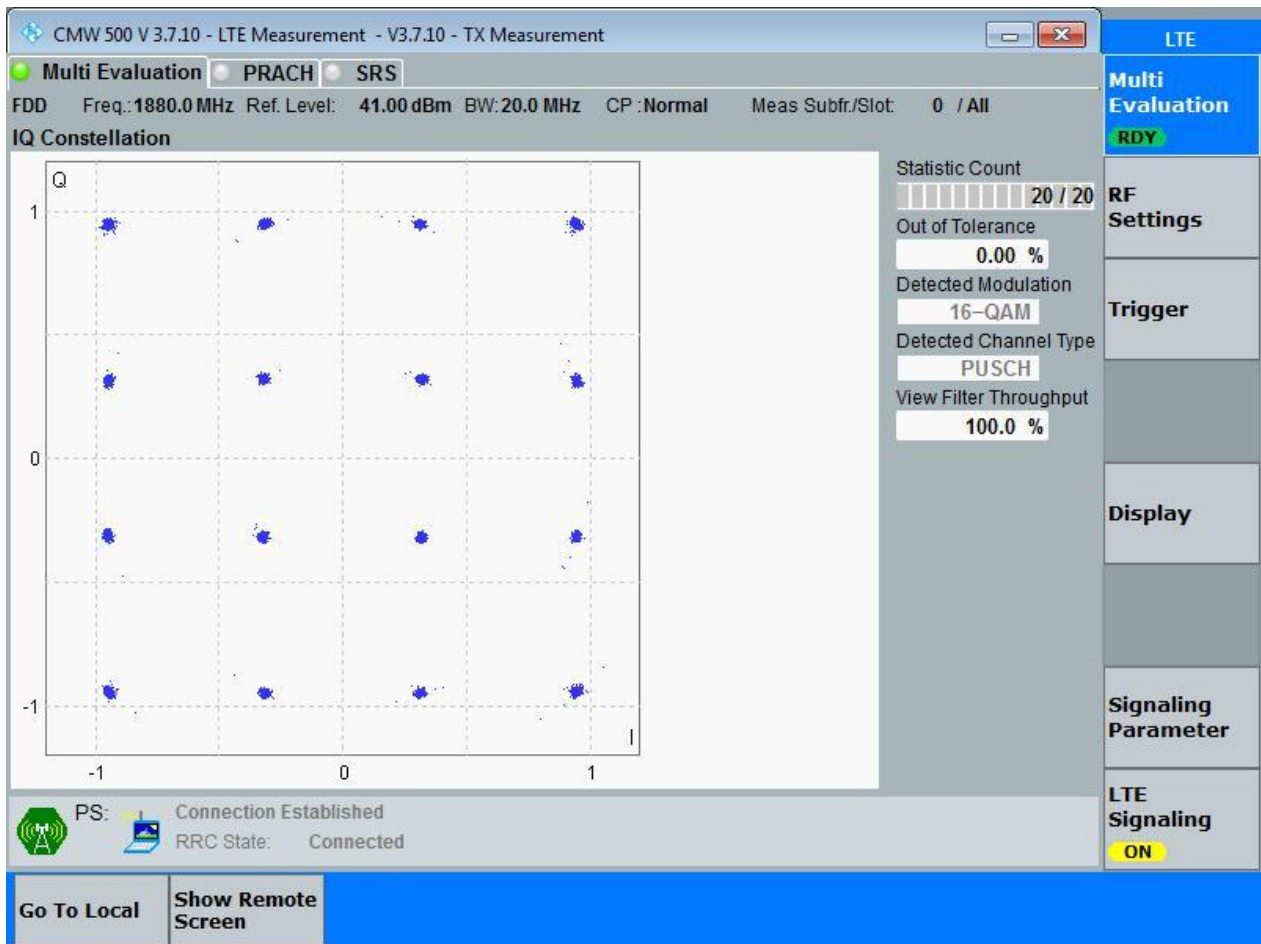 CMW 500 V 3.7.10 - LTE Measurement - V3.7.10 - TX Measurement
Multi Evaluation PRACH SRS
FDD Freq.:1880.0 MHz Ref. Level: 41.00 dBm BW:20.0 MHz CP :Normal Meas Subfr./Slot: 0 / All
IQ Constellation
Q
1
0
-1
I
-1 0 1
Statistic Count
20 / 20
Out of Tolerance
0.00 %
Detected Modulation
16-QAM
Detected Channel Type
PUSCH
View Filter Throughput
100.0 %
PS: Connection Established
RRC State: Connected
LTE
Multi
Evaluation
RDY
RF
Settings
Trigger
Display
Signaling
Parameter
LTE
Signaling
ON
Go To Local
Show Remote
Screen